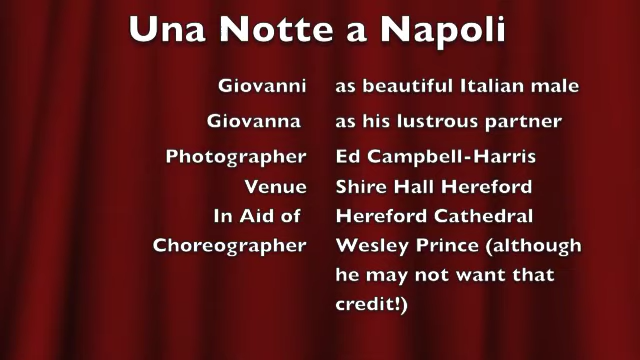 Una Notte a Napoli
Giovanni as beautiful Italian male
Giovanna as his lustrous partner
Photographer Ed Campbell-Harris
Venue Shire Hall Hereford
In Aid of Hereford Cathedral
Choreographer Wesley Prince (although
he may not want that
credit!)